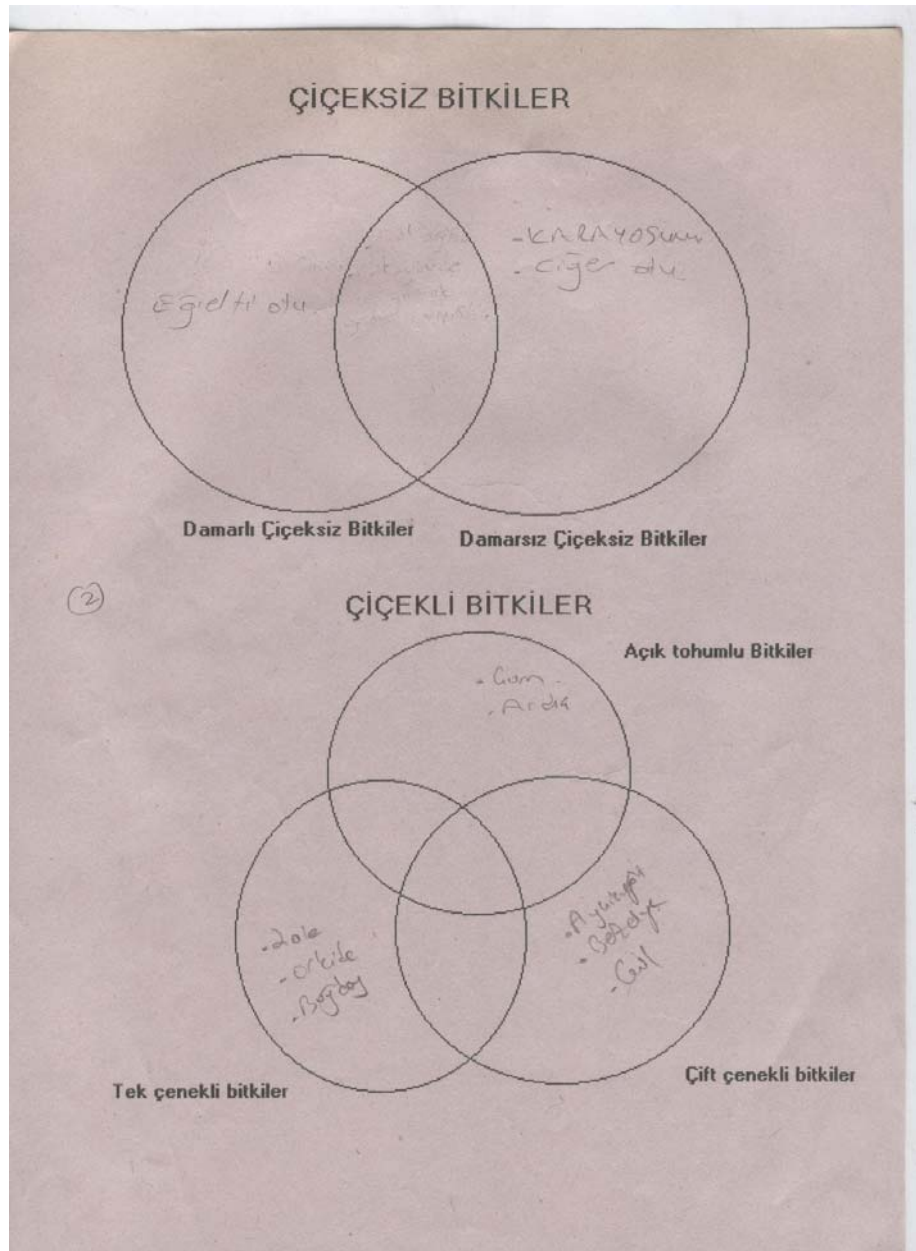 ÇİÇEKSİZ BİTKİLER
- KARAYOSUNU
- Ciğer otu
Eğrelti otu
Damarlı Çiçeksiz Bitkiler
Damarsız Çiçeksiz Bitkiler
2
ÇİÇEKLİ BİTKİLER
Açık tohumlu Bitkiler
- Çam
- Ardıç
- Lale
- Orkide
- Buğday
- Ayçiçeği
- Bezelye
- Gül
Tek çenekli bitkiler
Çift çenekli bitkiler